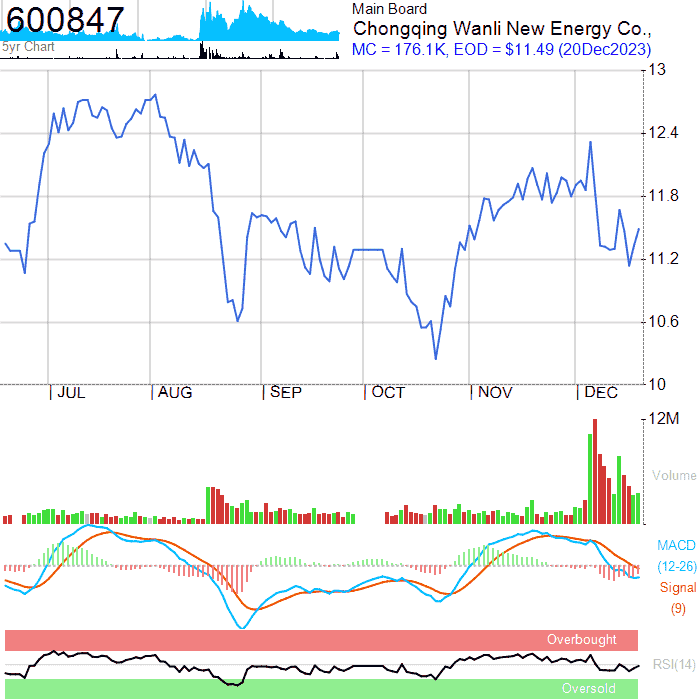 600847
Main Board
Chongqing Wanli New Energy Co.,
5yr Chart
MC = 176.1K, EOD = $11.49 (20Dec2023)
13
12.4
11.8
11.2
10.6
10
JUL AUG SEP OCT NOV DEC
12M
Volume
MACD
(12-26)
Signal
(9)
Overbought
RSI(14)
Oversold